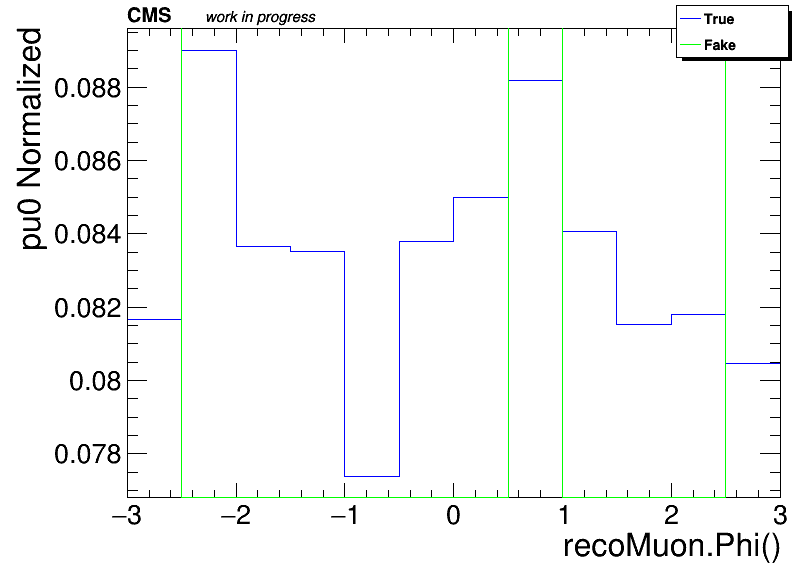 CMS work in progress
True
Fake
pu0 Normalized
0.088
0.086
0.084
0.082
0.08
0.078
−3 −2 −1 0 1 2 3
recoMuon.Phi()